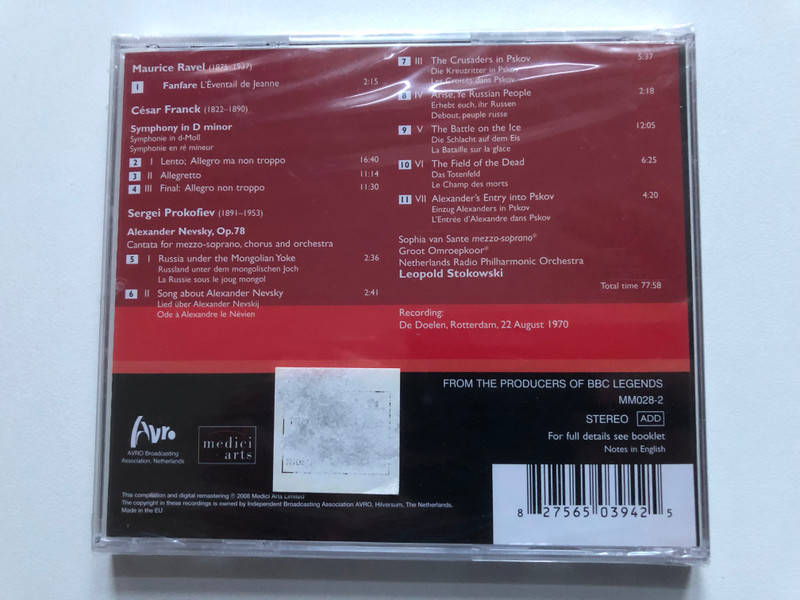 Maurice Ravel (1875–1937)
1 Fanfare L'Éventail de Jeanne 2:15
César Franck (1822–1890)
Symphony in D minor
Symphonie in d-Moll
Symphonie en ré mineur
2 I Lento; Allegro ma non troppo 16:40
3 II Allegretto 11:14
4 III Final: Allegro non troppo 11:30
Sergei Prokofiev (1891–1953)
Alexander Nevsky, Op.78
Cantata for mezzo-soprano, chorus and orchestra
5 I Russia under the Mongolian Yoke 2:36
Russland unter dem mongolischen Joch
La Russie sous le joug mongol
6 II Song about Alexander Nevsky 2:41
Lied über Alexander Nevskij
Ode à Alexandre le Névien
7 III The Crusaders in Pskov 5:37
Die Kreuzritter in Pskov
Les Croisés dans Pskov
8 IV Arise, Ye Russian People 2:18
Erhebt euch, ihr Russen
Debout, peuple russe
9 V The Battle on the Ice 12:05
Die Schlacht auf dem Eis
La Bataille sur la glace
10 VI The Field of the Dead 6:25
Das Totenfeld
Le Champ des morts
11 VII Alexander's Entry into Pskov 4:20
Einzug Alexanders in Pskov
L'Entrée d'Alexandre dans Pskov
Sophia van Sante mezzo-soprano*
Groot Omroepkoor*
Netherlands Radio Philharmonic Orchestra
Leopold Stokowski
Total time 77:58
Recording:
De Doelen, Rotterdam, 22 August 1970
FROM THE PRODUCERS OF BBC LEGENDS
MM028-2
STEREO ADD
For full details see booklet
Notes in English
Avro
AVRO Broadcasting
Association, Netherlands
medici
arts
This compilation and digital remastering © 2008 Medici Arts Limited
The copyright in these recordings is owned by Independent Broadcasting Association AVRO, Hilversum, The Netherlands.
Made in the EU
8 27565 03942 5